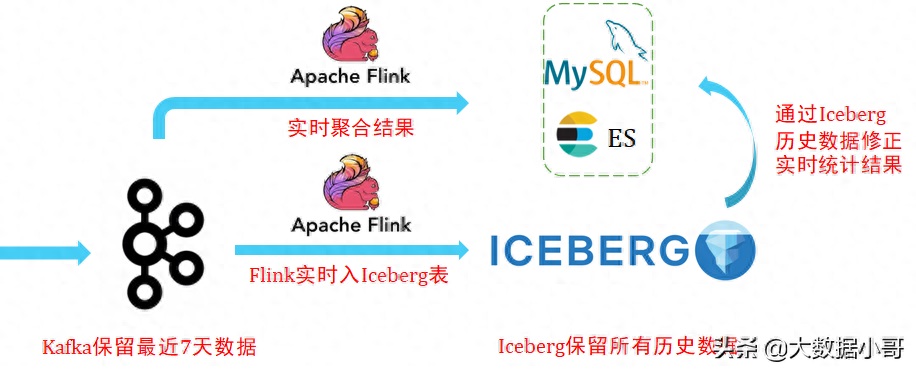 Apache Flink
实时聚合结果
MySQL
TM
ES
通过Iceberg
历史数据修正
实时统计结果
Apache Flink
Flink实时入Iceberg表
ICEBERG
Kafka保留最近7天数据
Iceberg保留所有历史数据
头条 @大数据小哥